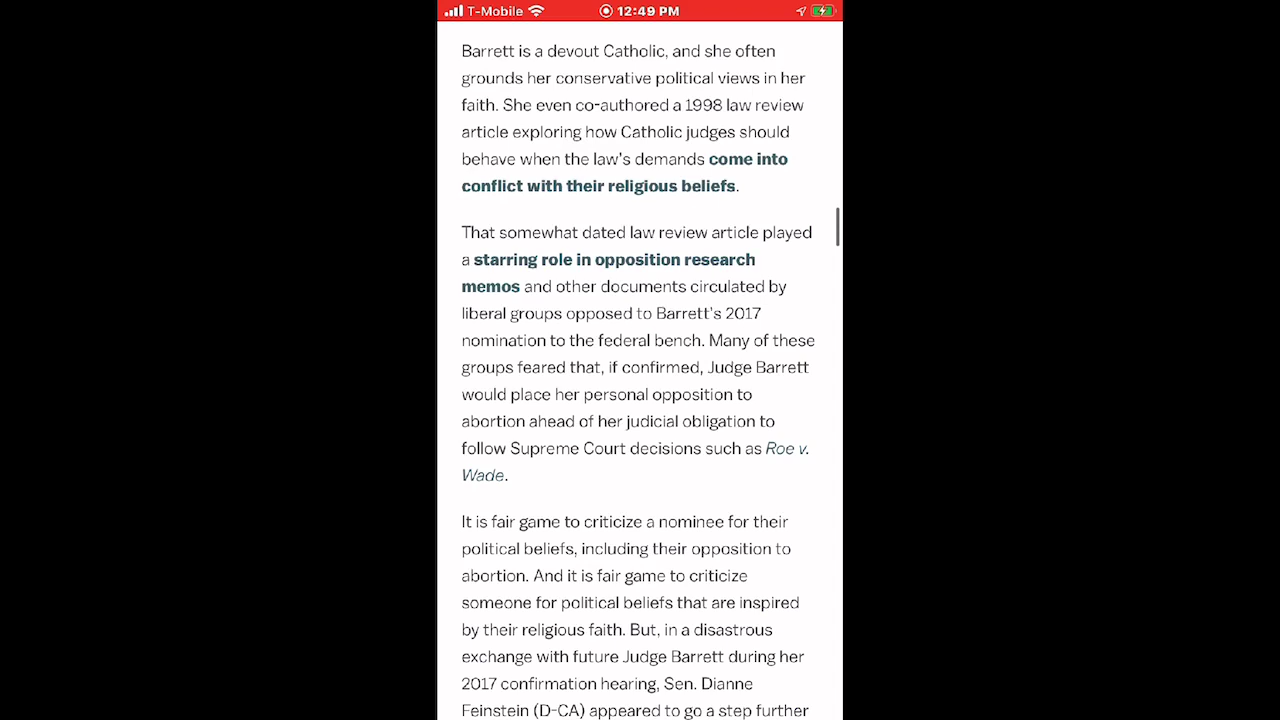 T-Mobile 12:49 PM
Barrett is a devout Catholic, and she often
grounds her conservative political views in her
faith. She even co-authored a 1998 law review
article exploring how Catholic judges should
behave when the law’s demands come into
conflict with their religious beliefs.
That somewhat dated law review article played
a starring role in opposition research
memos and other documents circulated by
liberal groups opposed to Barrett’s 2017
nomination to the federal bench. Many of these
groups feared that, if confirmed, Judge Barrett
would place her personal opposition to
abortion ahead of her judicial obligation to
follow Supreme Court decisions such as Roe v.
Wade.
It is fair game to criticize a nominee for their
political beliefs, including their opposition to
abortion. And it is fair game to criticize
someone for political beliefs that are inspired
by their religious faith. But, in a disastrous
exchange with future Judge Barrett during her
2017 confirmation hearing, Sen. Dianne
Feinstein (D-CA) appeared to go a step further